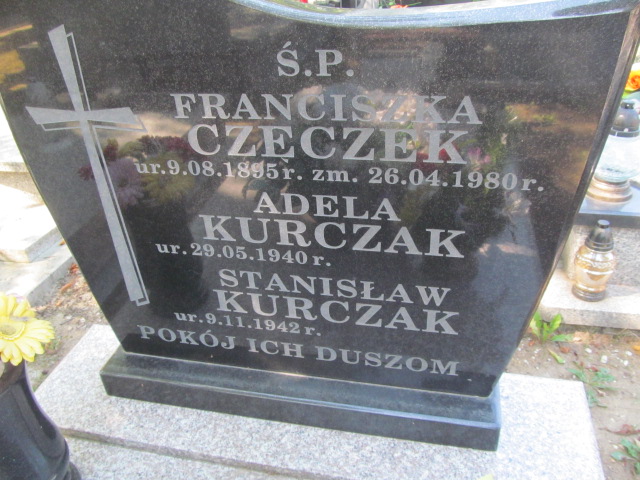 Ś.P.
FRANCISZKA
CZĘCZEK
ur.9.08.1895r. zm. 26.04.1980r.
ADELA
KURCZAK
ur. 29.05.1940r.
STANISŁAW
KURCZAK
ur.9.11.1942r.
POKÓJ ICH DUSZOM